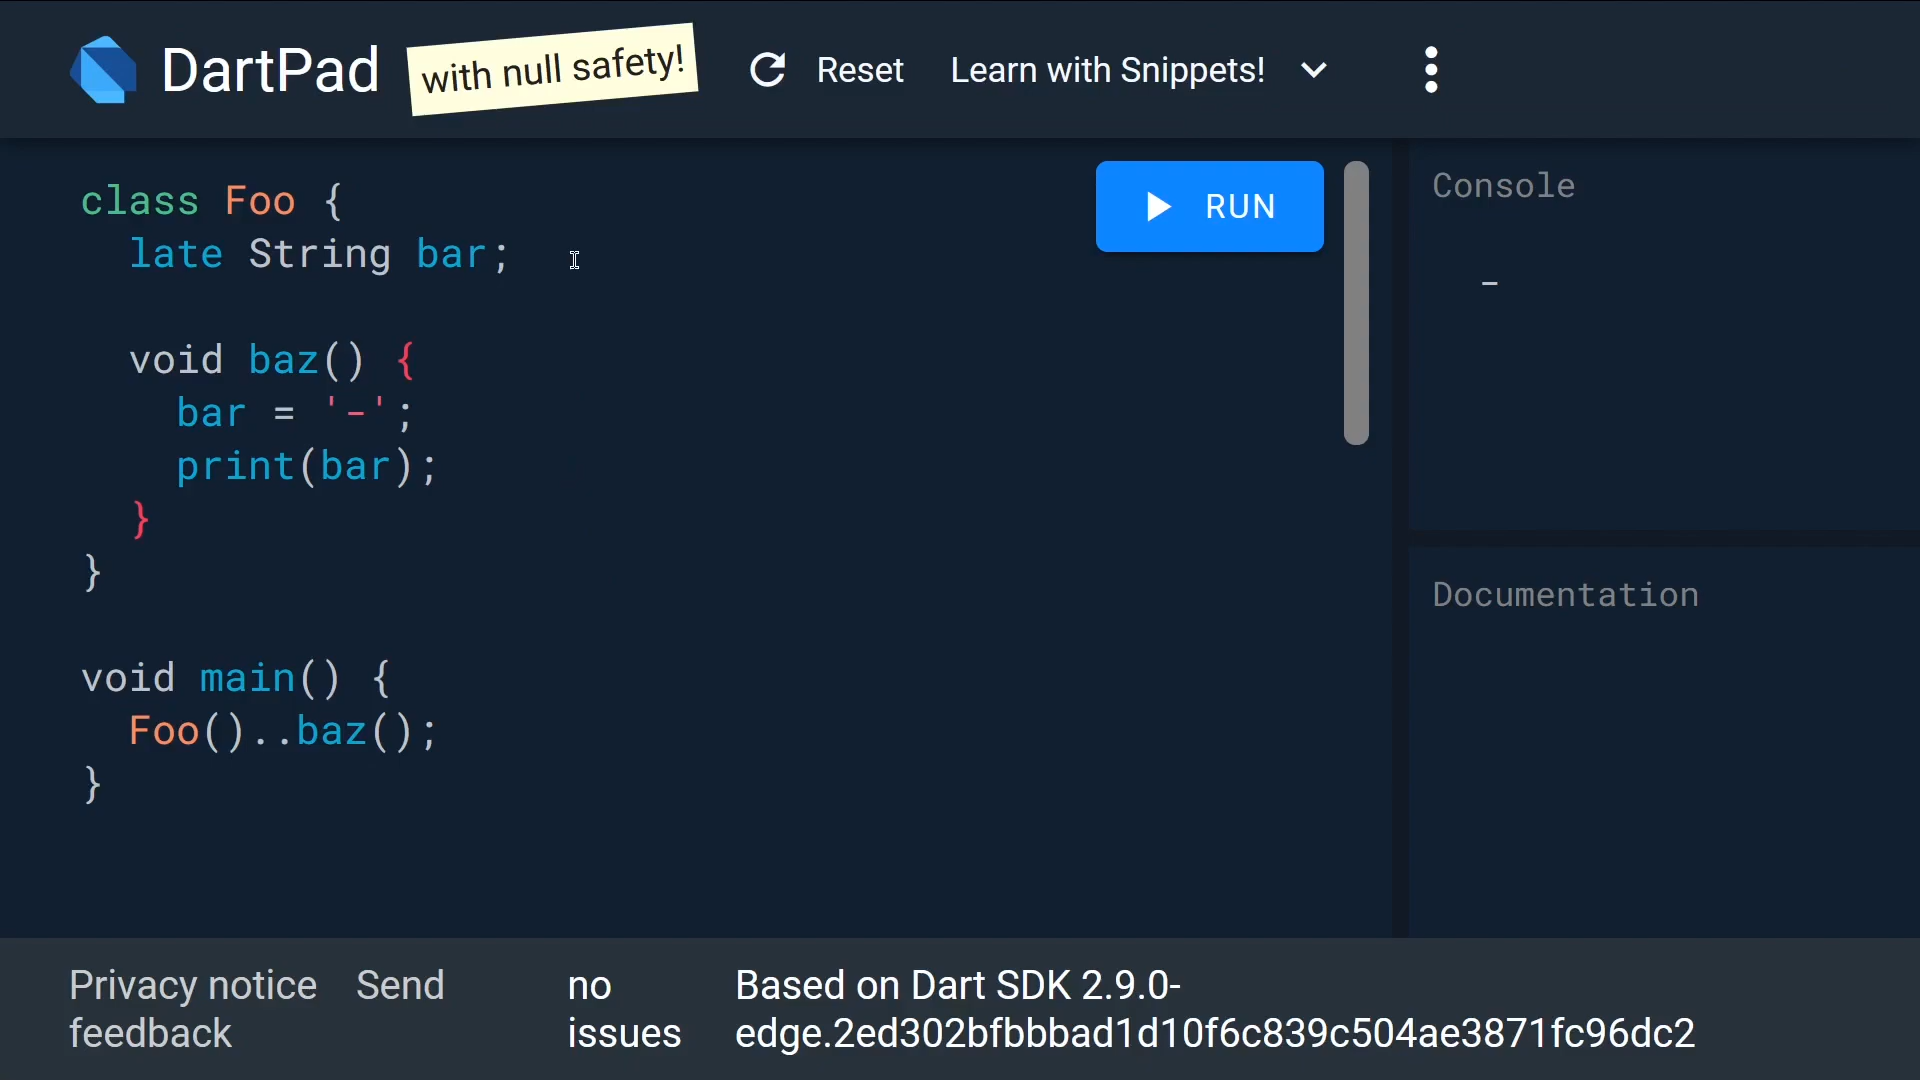 DartPad with null safety! Reset Learn with Snippets!
class Foo {
  late String bar;
  void baz() {
    bar = '-';
    print(bar);
  }
}
void main() {
  Foo()..baz();
}
RUN
Console
-
Documentation
Privacy notice Send
feedback
no
issues
Based on Dart SDK 2.9.0-
edge.2ed302bfbbbad1d10f6c839c504ae3871fc96dc2